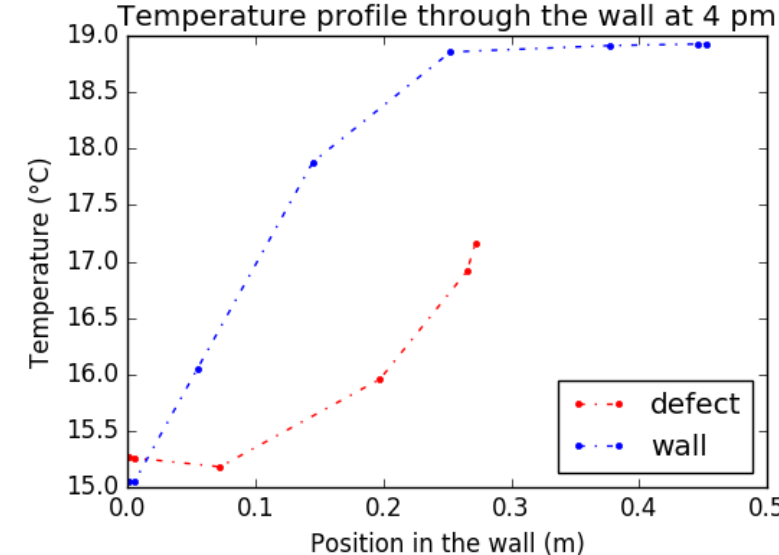 Temperature profile through the wall at 4 pm
19.0
18.5
18.0
17.5
17.0
16.5
16.0
15.5
15.0
Temperature (°C)
0.0 0.1 0.2 0.3 0.4 0.5
Position in the wall (m)
defect
wall